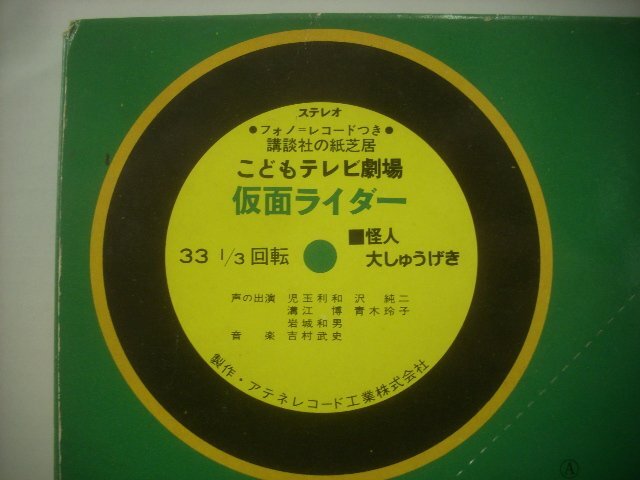 ステレオ
●フォノ=レコードつき●
講談社の紙芝居
こどもテレビ劇場
仮面ライダー
33 1/3 回転
■怪人
大しゅうげき
声の出演 児玉利和 沢 純二
溝江 博 青木玲子
岩城和男
音 楽 吉村武史
製作・アテネレコード工業株式会社
Ⓐ